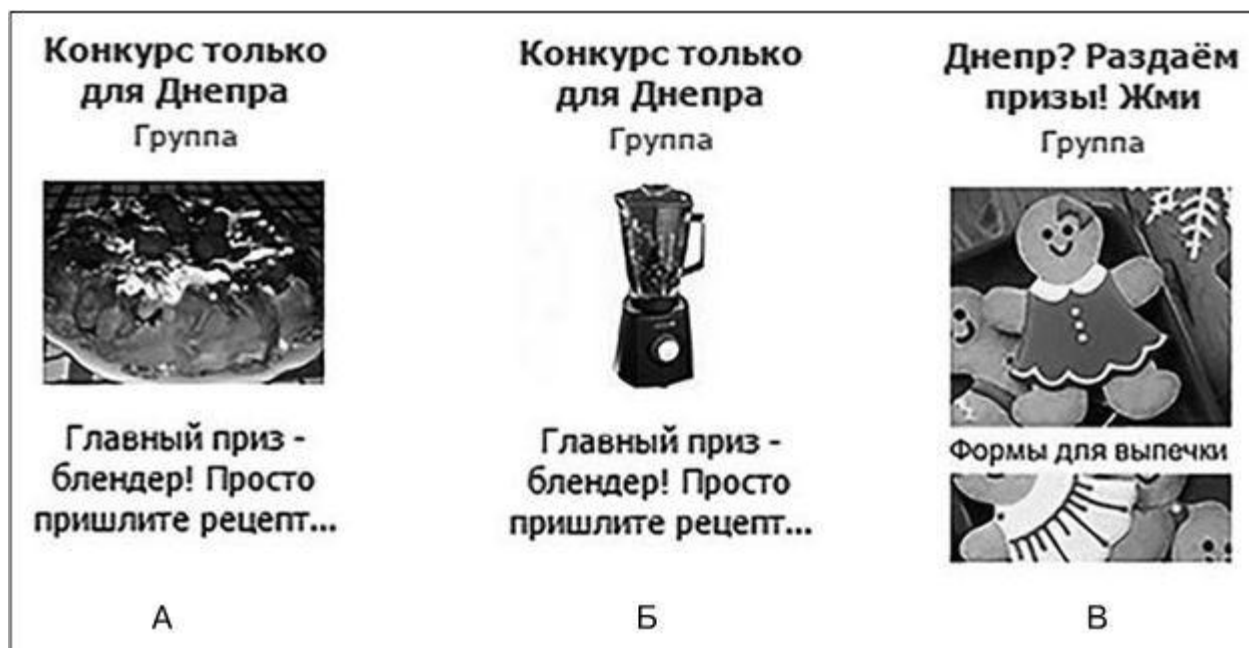 Конкурс только
для Днепра
Группа
Главный приз -
блендер! Просто
пришлите рецепт...
А
Конкурс только
для Днепра
Группа
Главный приз -
блендер! Просто
пришлите рецепт...
Б
Днепр? Раздаём
призы! Жми
Группа
Формы для выпечки
В